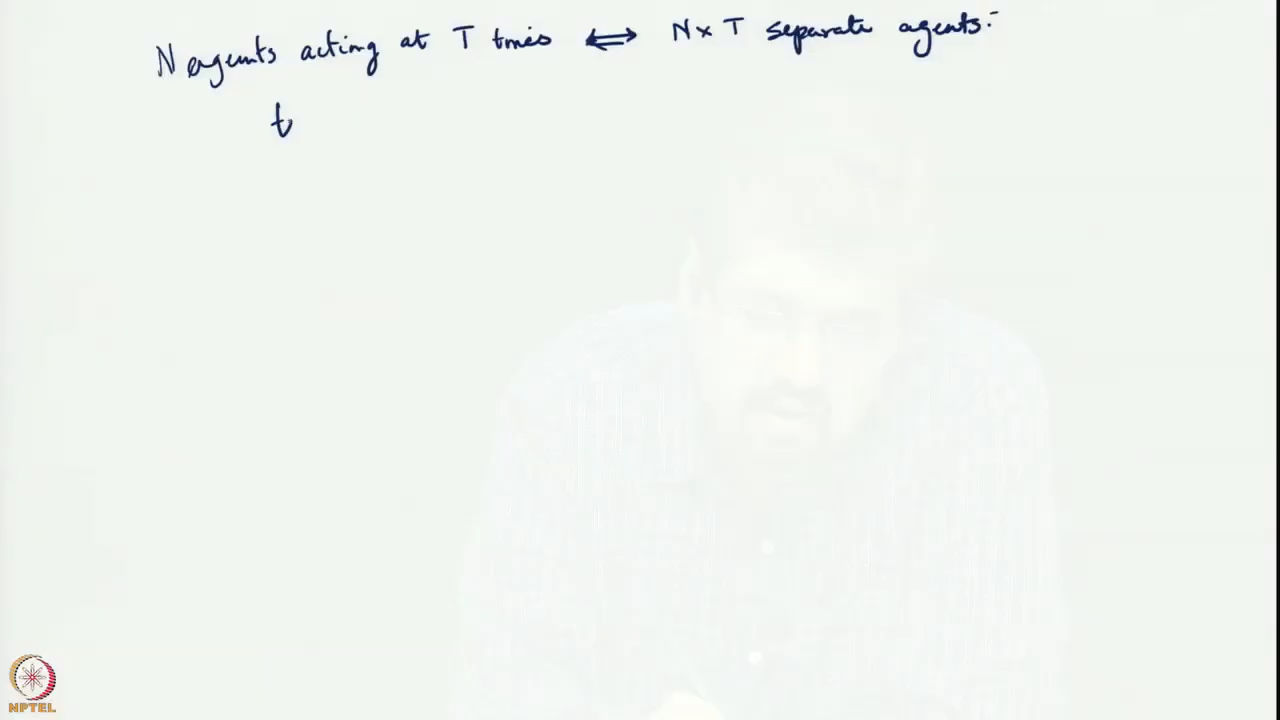 N agents acting at T times ⟺ N x T separate agents.
t
NPTEL